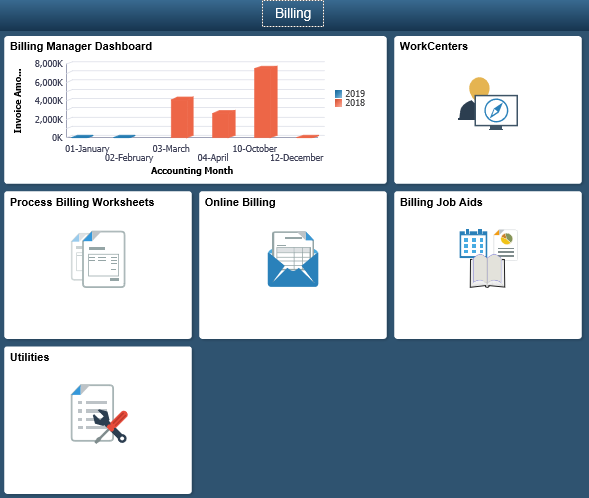 Billing
Billing Manager Dashboard
Invoice Amo...
8,000K
6,000K
4,000K
2,000K
0K
01-January
02-February
03-March
04-April
10-October
12-December
Accounting Month
2019
2018
WorkCenters
Process Billing Worksheets
Online Billing
Billing Job Aids
Utilities